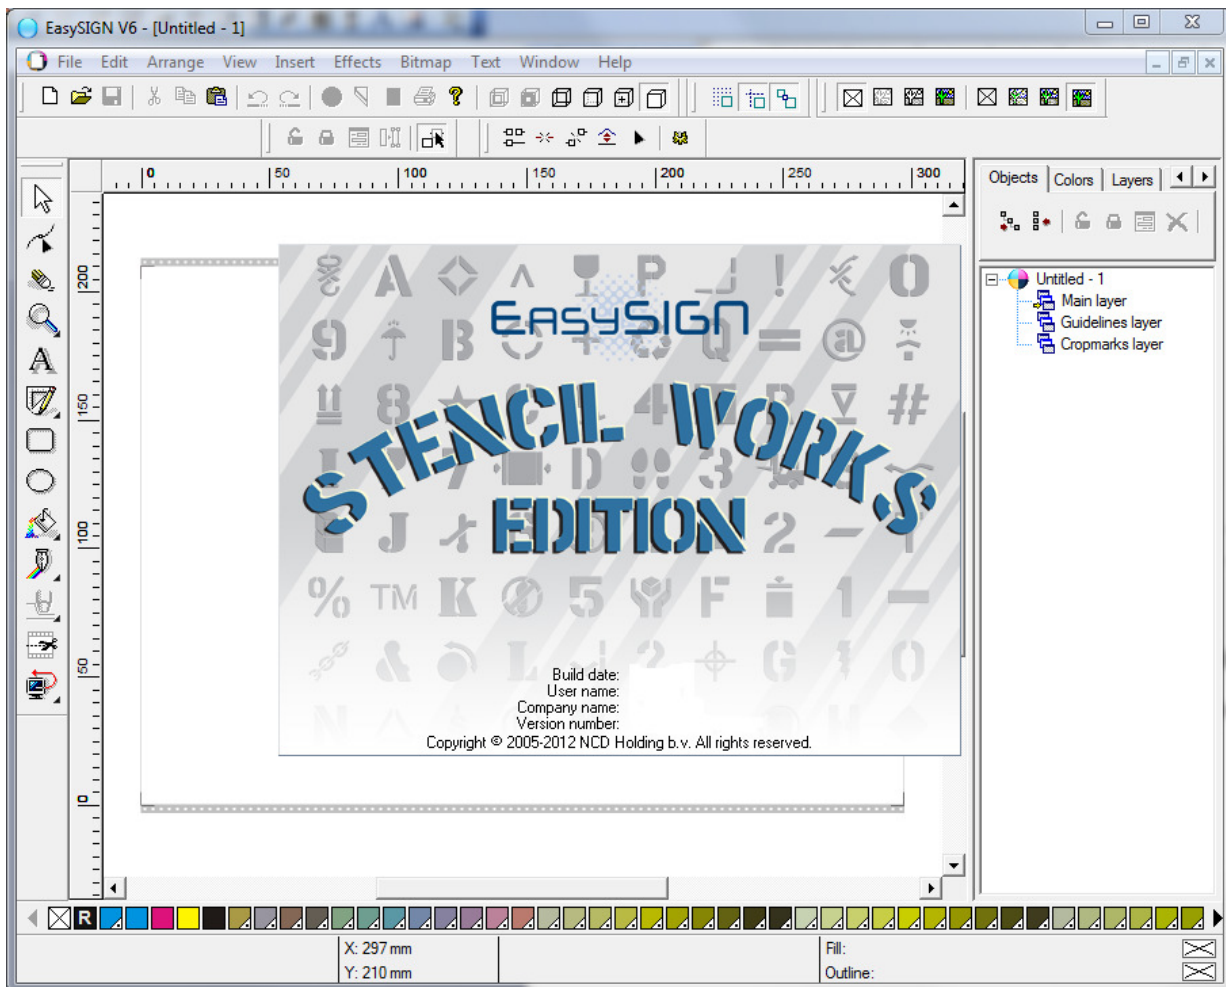 EasySIGN V6 - [Untitled - 1]
File Edit Arrange View Insert Effects Bitmap Text Window Help
0 50 100 150 200 250 300
Objects Colors Layers
Untitled - 1
Main layer
Guidelines layer
Cropmarks layer
200
150
100
50
0
EasySIGN
STENCIL WORKS
EDITION
Build date:
User name:
Company name:
Version number:
Copyright © 2005-2012 NCD Holding b.v. All rights reserved.
R
X: 297 mm
Y: 210 mm
Fill:
Outline: